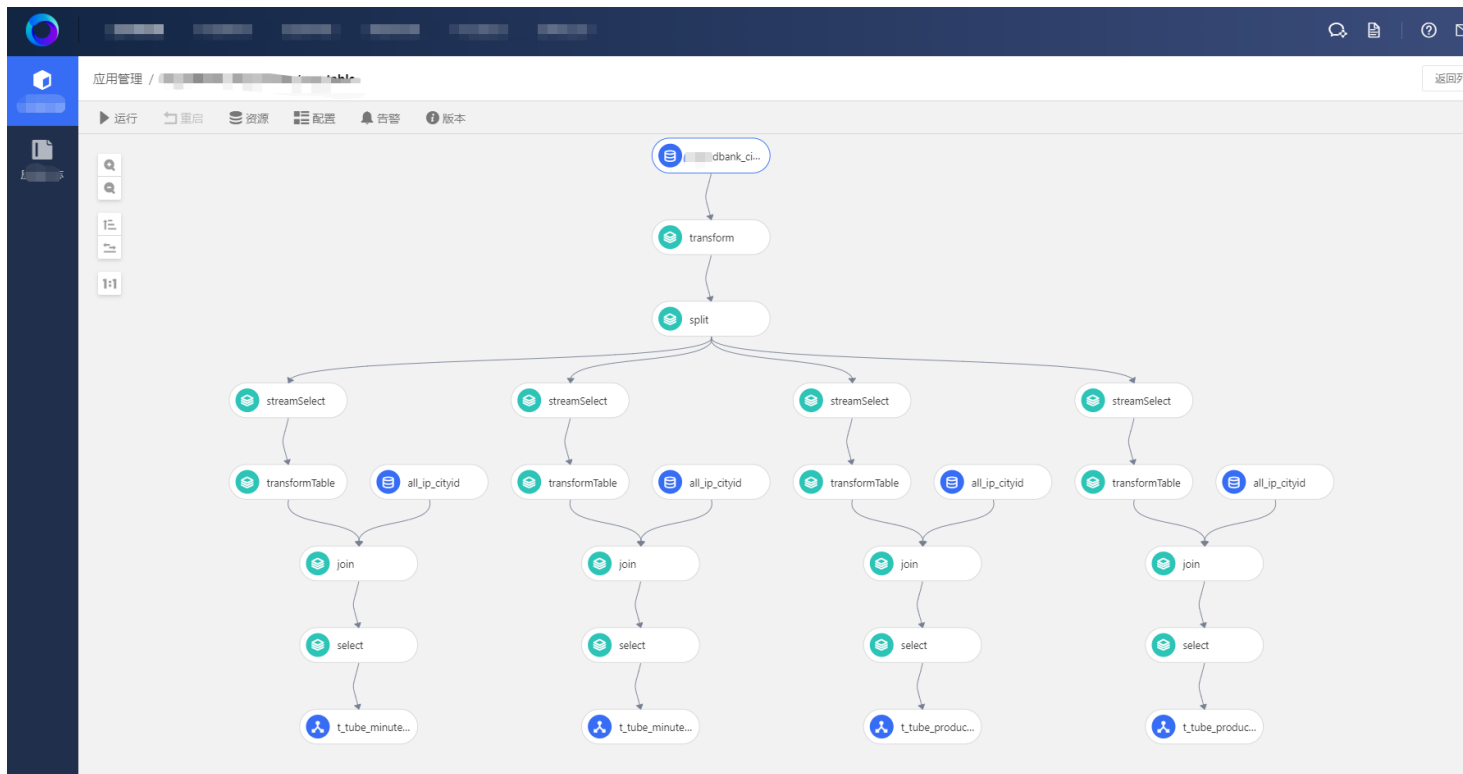 应用管理 / table
返回列
运行 重启 资源 配置 告警 版本
dbank_ci...
transform
1:1
split
streamSelect streamSelect streamSelect streamSelect
transformTable all_ip_cityid transformTable all_ip_cityid transformTable all_ip_cityid transformTable all_ip_cityid
join join join join
select select select select
t_tube_minute... t_tube_minute... t_tube_produc... t_tube_produc...